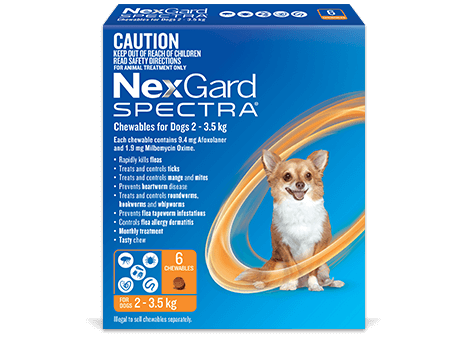 6
CAUTION
KEEP OUT OF REACH OF CHILDREN
READ SAFETY DIRECTIONS
FOR ANIMAL TREATMENT ONLY
NexGard
SPECTRA®
Chewables for Dogs 2 - 3.5 kg
Each chewable contains 9.4 mg Afoxolaner
and 1.9 mg Milbemycin Oxime.
• Rapidly kills fleas
• Treats and controls ticks
• Treats and controls mange and mites
• Prevents heartworm disease
• Treats and controls roundworms,
hookworms and whipworms
• Prevents flea tapeworm infestations
• Controls flea allergy dermatitis
• Monthly treatment
• Tasty chew
6
CHEWABLES
FOR
DOGS 2 - 3.5 kg
Illegal to sell chewables separately.